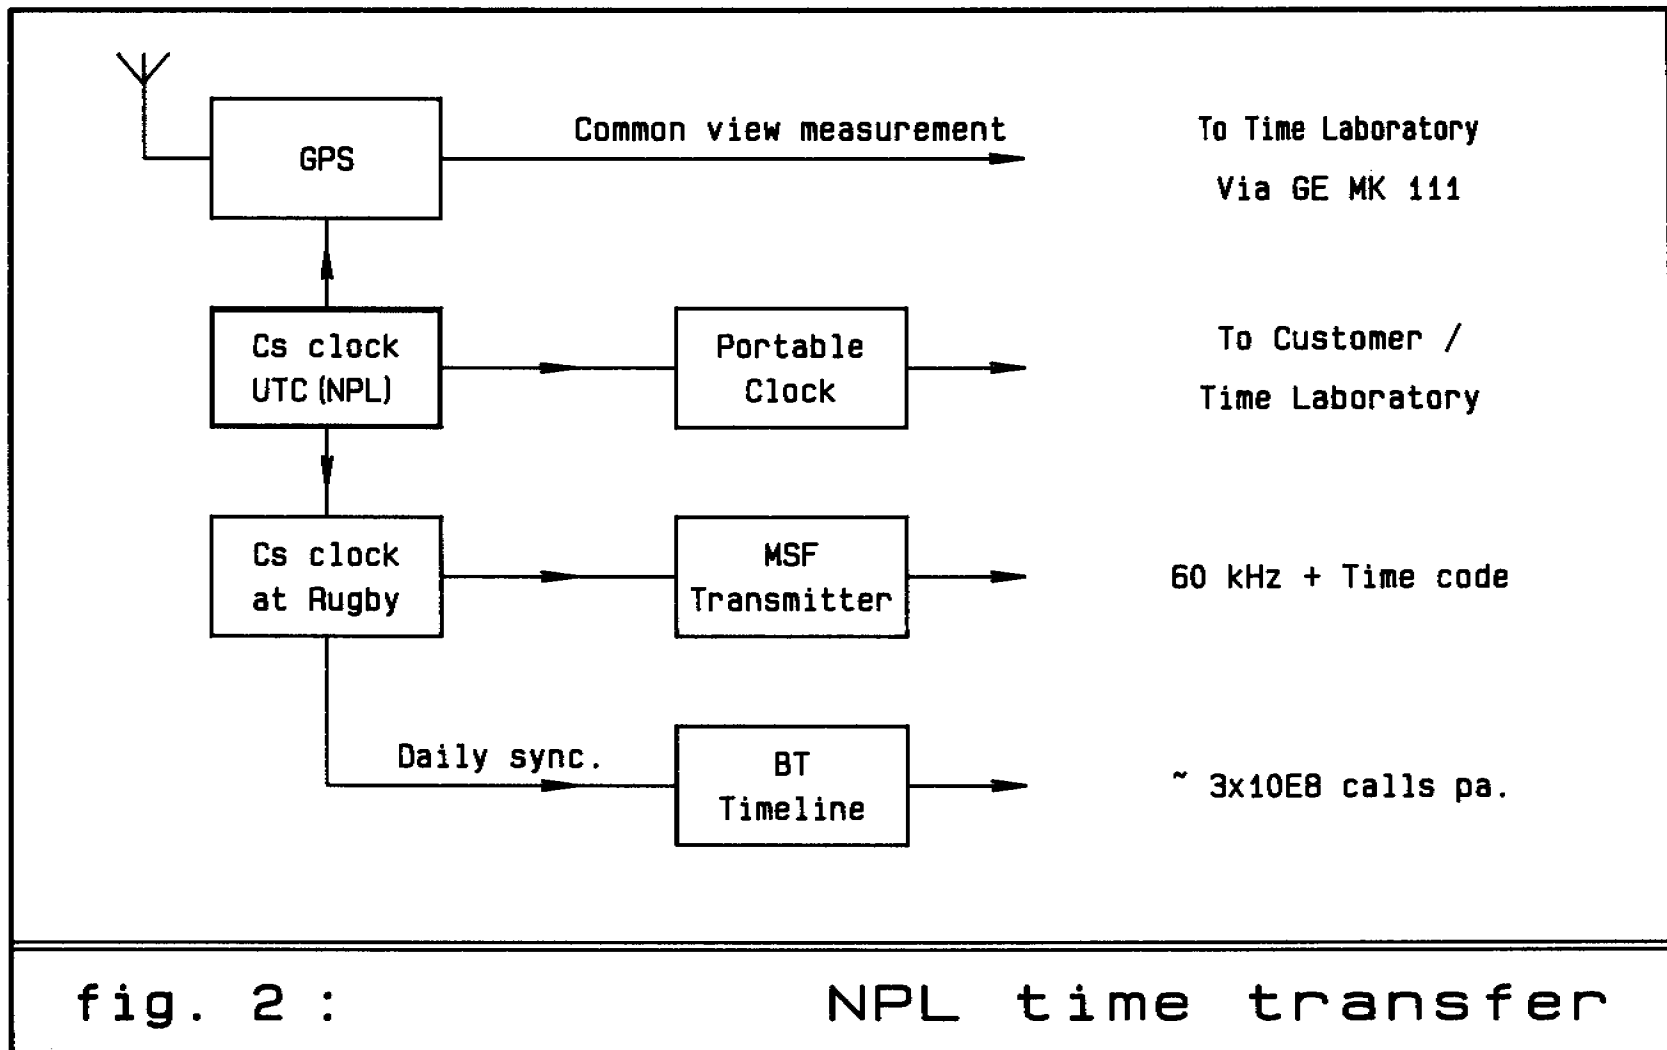 GPS
Common view measurement
To Time Laboratory
Via GE MK 111
Cs clock
UTC (NPL)
Portable
Clock
To Customer /
Time Laboratory
Cs clock
at Rugby
MSF
Transmitter
60 kHz + Time code
Daily sync.
BT
Timeline
~ 3x10E8 calls pa.
fig. 2 : NPL time transfer